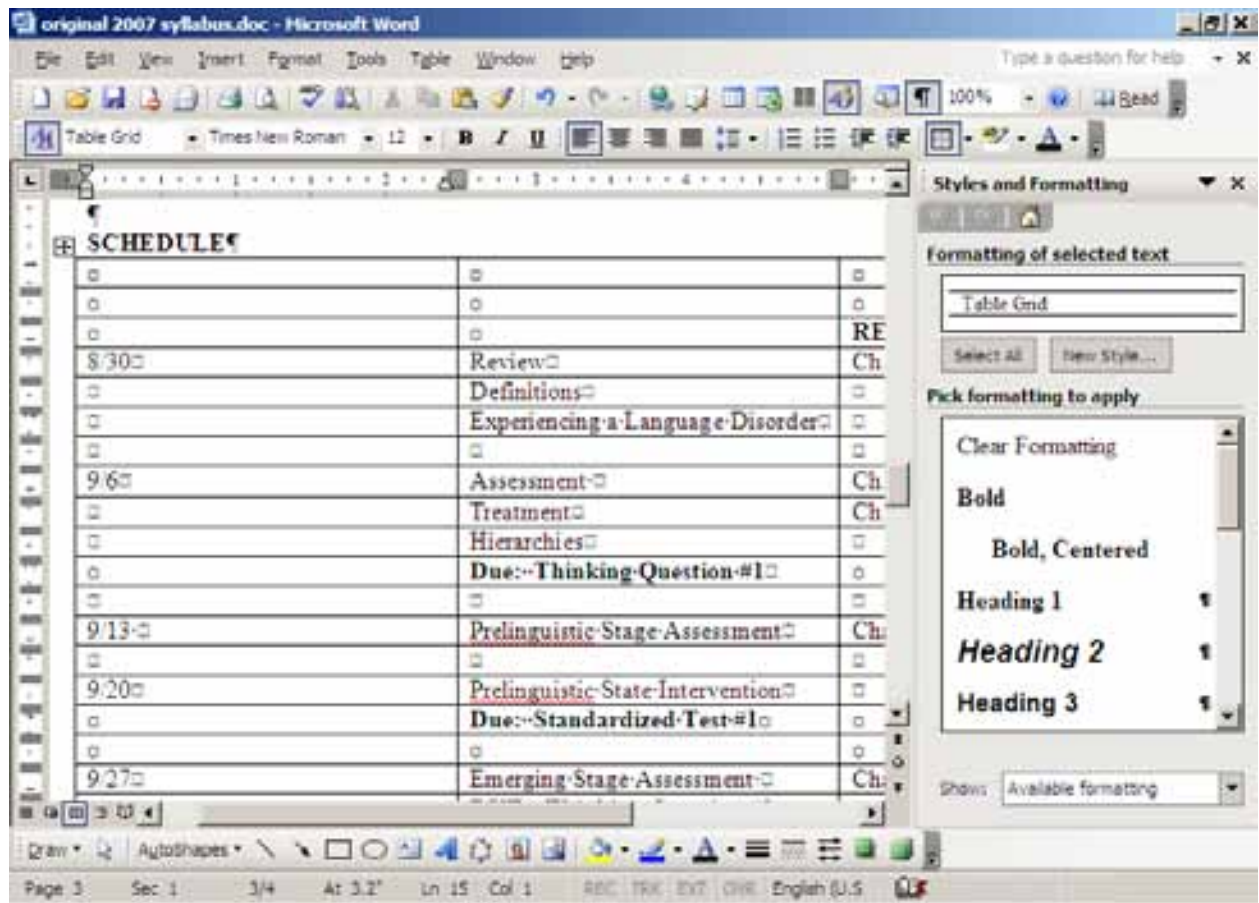 original 2007 syllabus.doc - Microsoft Word
File Edit View Insert Format Tools Table Window Help Type a question for help
100% Read
Table Grid Times New Roman 12 B I U
Styles and Formatting
SCHEDULE¶
Formatting of selected text
Table Grid
RE
Select All New Style...
8/30 Review Ch
Definitions
Pick formatting to apply
Experiencing a Language Disorder
Clear Formatting
9/6 Assessment Ch
Treatment Ch
Bold
Hierarchies
Bold, Centered
Due: Thinking Question #1
Heading 1 ¶
9/13 Prelinguistic Stage Assessment Cha
Heading 2 ¶
9/20 Prelinguistic State Intervention
Heading 3 ¶
Due: Standardized Test #1
9/27 Emerging Stage Assessment Cha
Show: Available formatting
Draw AutoShapes A
Page 3 Sec 1 3/4 At 3.2" Ln 15 Col 1 REC TRK EXT OVR English (U.S